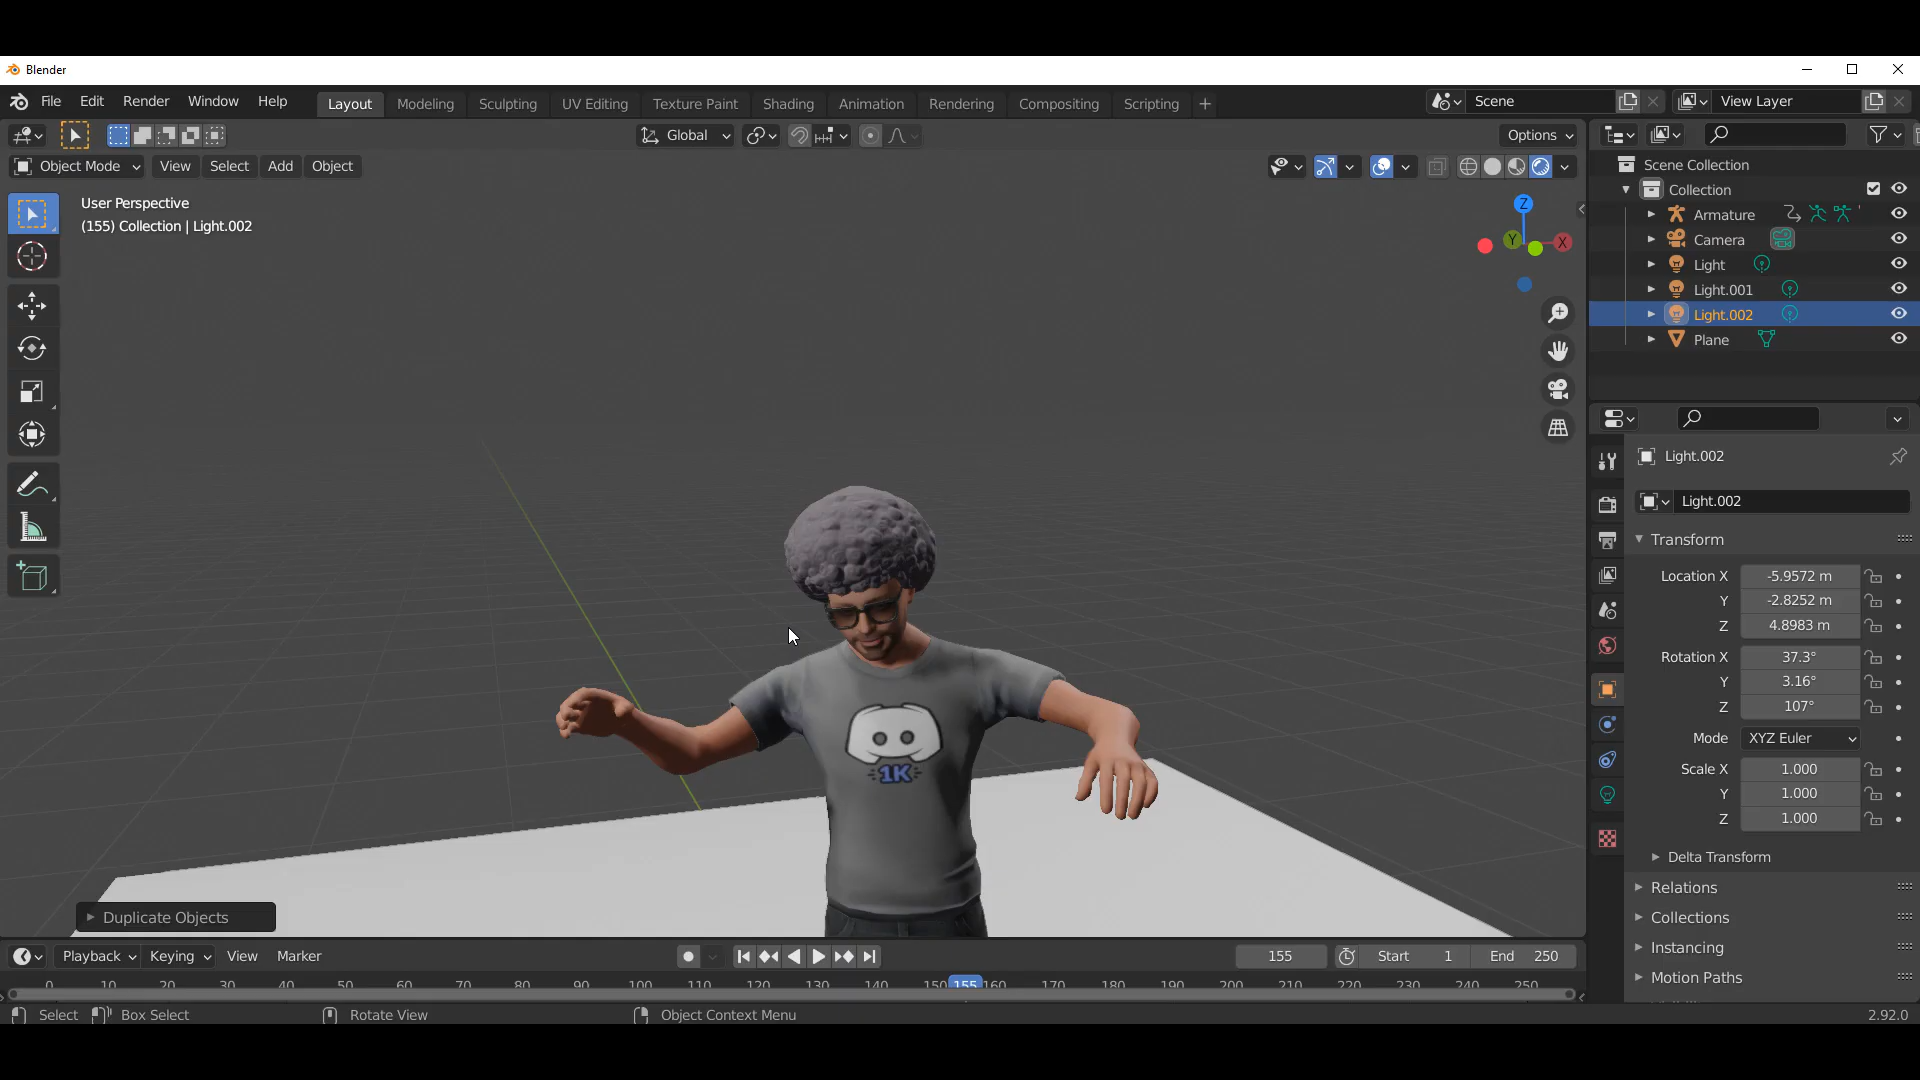 Blender
File Edit Render Window Help Layout Modeling Sculpting UV Editing Texture Paint Shading Animation Rendering Compositing Scripting Scene View Layer
Global Options
Object Mode View Select Add Object
User Perspective
(155) Collection | Light.002
Z
Y
X
1K
Duplicate Objects
Scene Collection
Collection
Armature
Camera
Light
Light.001
Light.002
Plane
Light.002
Light.002
Transform
Location X -5.9572 m
Y -2.8252 m
Z 4.8983 m
Rotation X 37.3°
Y 3.16°
Z 107°
Mode XYZ Euler
Scale X 1.000
Y 1.000
Z 1.000
Delta Transform
Relations
Collections
Instancing
Motion Paths
Playback Keying View Marker 155 Start 1 End 250
0 10 20 30 40 50 60 70 80 90 100 110 120 130 140 150 155 160 170 180 190 200 210 220 230 240 250
Select Box Select Rotate View Object Context Menu 2.92.0